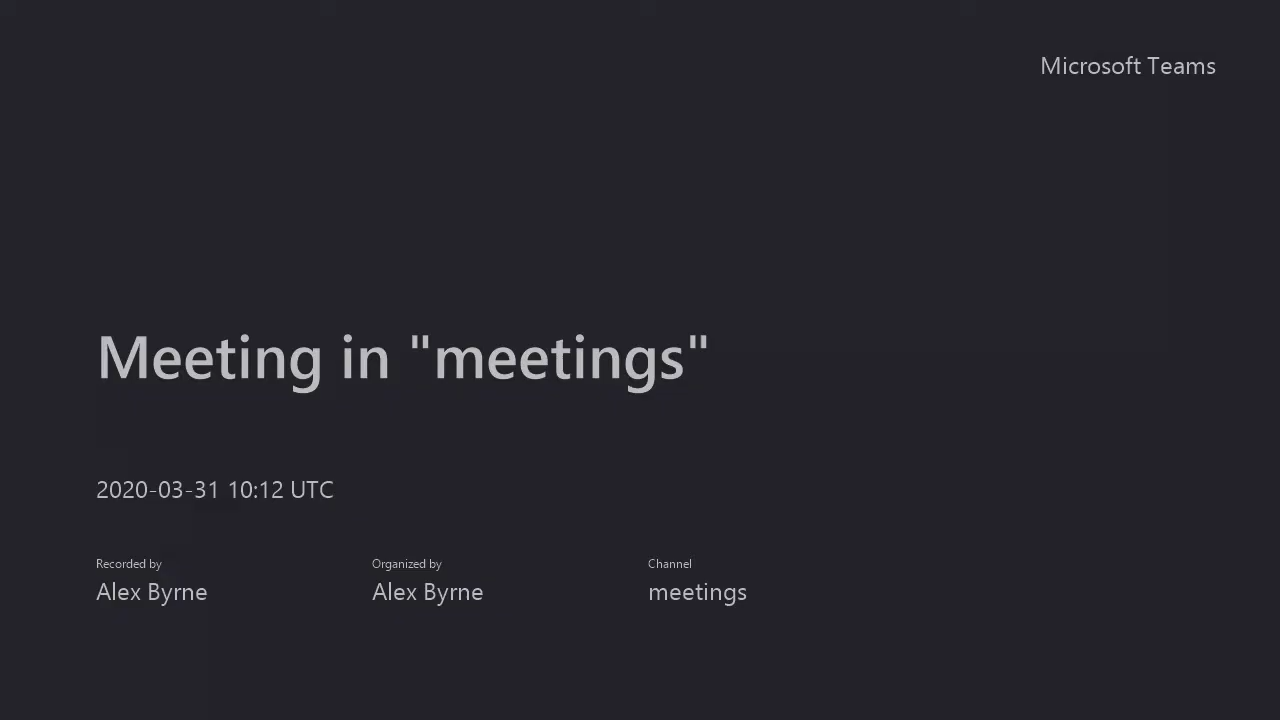 Microsoft Teams
Meeting in "meetings"
2020-03-31 10:12 UTC
Recorded by
Alex Byrne
Organized by
Alex Byrne
Channel
meetings